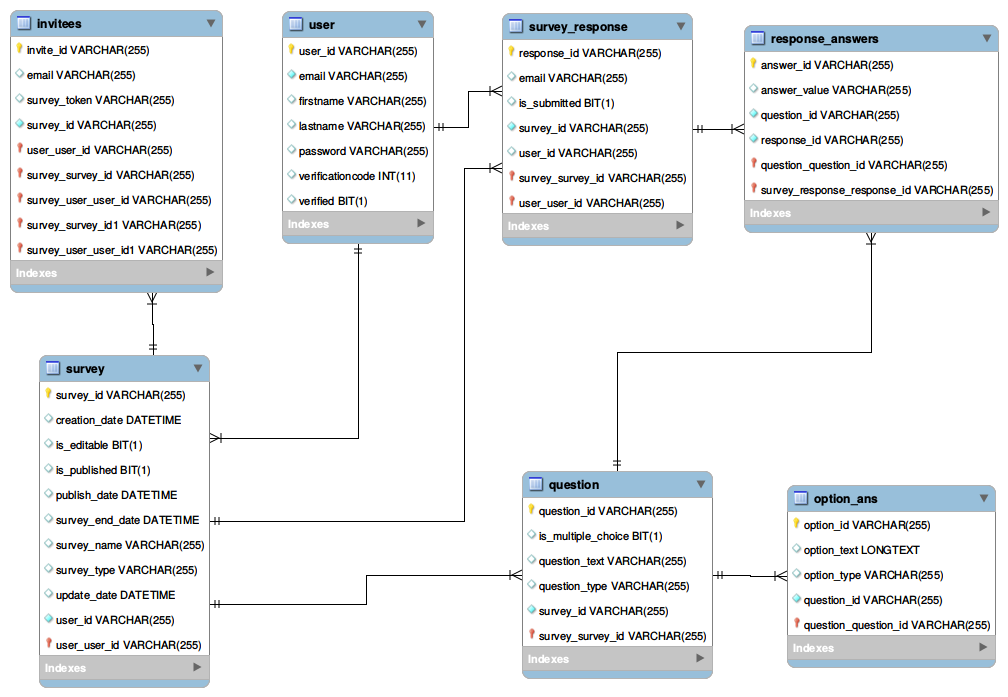 invitees
invite_id VARCHAR(255)
email VARCHAR(255)
survey_token VARCHAR(255)
survey_id VARCHAR(255)
user_user_id VARCHAR(255)
survey_survey_id VARCHAR(255)
survey_user_user_id VARCHAR(255)
survey_survey_id1 VARCHAR(255)
survey_user_user_id1 VARCHAR(255)
Indexes
user
user_id VARCHAR(255)
email VARCHAR(255)
firstname VARCHAR(255)
lastname VARCHAR(255)
password VARCHAR(255)
verificationcode INT(11)
verified BIT(1)
Indexes
survey_response
response_id VARCHAR(255)
email VARCHAR(255)
is_submitted BIT(1)
survey_id VARCHAR(255)
user_id VARCHAR(255)
survey_survey_id VARCHAR(255)
user_user_id VARCHAR(255)
Indexes
response_answers
answer_id VARCHAR(255)
answer_value VARCHAR(255)
question_id VARCHAR(255)
response_id VARCHAR(255)
question_question_id VARCHAR(255)
survey_response_response_id VARCHAR(255)
Indexes
survey
survey_id VARCHAR(255)
creation_date DATETIME
is_editable BIT(1)
is_published BIT(1)
publish_date DATETIME
survey_end_date DATETIME
survey_name VARCHAR(255)
survey_type VARCHAR(255)
update_date DATETIME
user_id VARCHAR(255)
user_user_id VARCHAR(255)
Indexes
question
question_id VARCHAR(255)
is_multiple_choice BIT(1)
question_text VARCHAR(255)
question_type VARCHAR(255)
survey_id VARCHAR(255)
survey_survey_id VARCHAR(255)
Indexes
option_ans
option_id VARCHAR(255)
option_text LONGTEXT
option_type VARCHAR(255)
question_id VARCHAR(255)
question_question_id VARCHAR(255)
Indexes